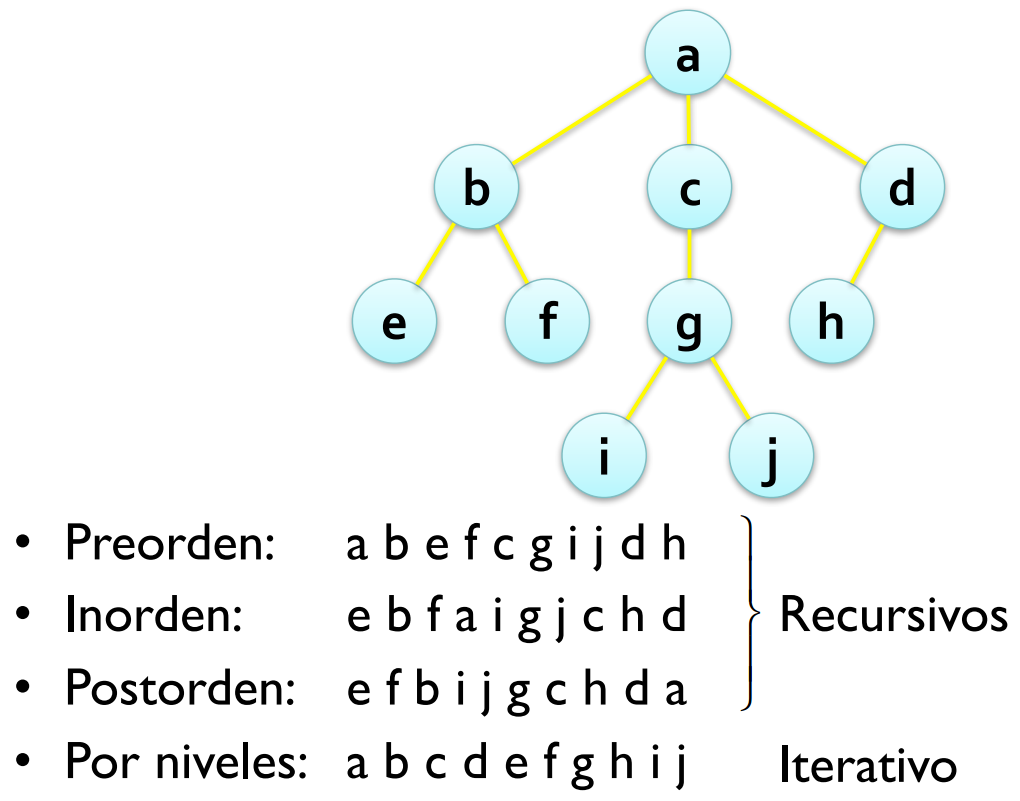 a
b c d
e f g h
i j
• Preorden: a b e f c g i j d h
• Inorden: e b f a i g j c h d Recursivos
• Postorden: e f b i j g c h d a
• Por niveles: a b c d e f g h i j Iterativo